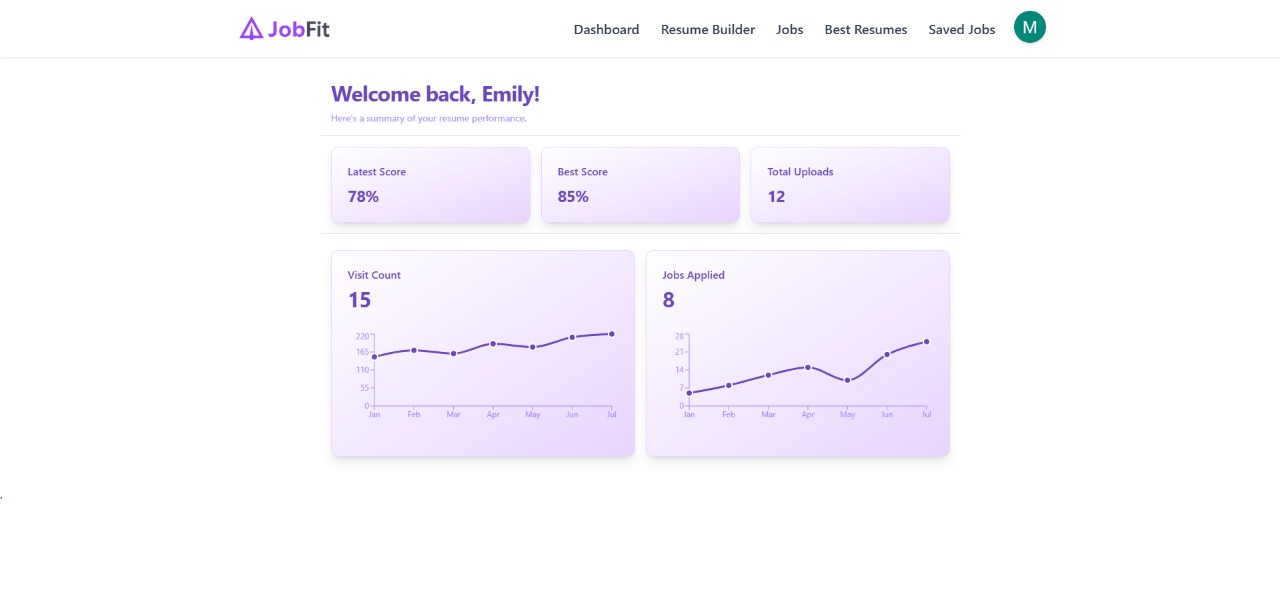 JobFit
Dashboard Resume Builder Jobs Best Resumes Saved Jobs M
Welcome back, Emily!
Here's a summary of your resume performance.
Latest Score
78%
Best Score
85%
Total Uploads
12
Visit Count
15
220
165
110
55
0
Jan Feb Mar Apr May Jun Jul
Jobs Applied
8
28
21
14
7
0
Jan Feb Mar Apr May Jun Jul
,